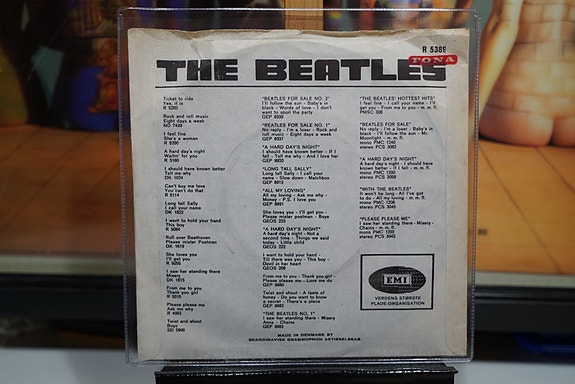 R 5389
FONA
THE BEATLES
Ticket to ride
Yes, it is
R 5265
Rock and roll music
Eight days a week
SD 7439
I feel fine
She's a woman
R 5200
A hard day's night
Waitin' for you
R 5160
I should have known better
Tell me why
DK 1624
Can't buy me love
You can't do that
R 5114
Long tall Sally
I call your name
DK 1622
I want to hold your hand
This boy
R 5084
Roll over Beethoven
Please mister Postman
DK 1619
She loves you
I'll get you
R 5055
I saw her standing there
Misery
DK 1615
From me to you
Thank you girl
R 5015
Please please me
Ask me why
R 4983
Twist and shout
Boys
SD 5946
"BEATLES FOR SALE NO. 2"
I'll follow the sun - Baby's in
black - Words of love - I don't
want to spoil the party
GEP 8938
"BEATLES FOR SALE NO. 1"
No reply - I'm a loser - Rock and
roll music - Eight days a week
GEP 8931
"A HARD DAY'S NIGHT"
I should have known better - If I
fell - Tell me why - And I love her
GEP 8920
"LONG TALL SALLY"
Long tall Sally - I call your
name - Slow down - Matchbox
GEP 8913
"ALL MY LOVING"
All my loving - Ask me why -
Money - P.S. I love you
GEP 8891
She loves you - I'll get you -
Please mister postman - Boys
GEOS 233
"A HARD DAY'S NIGHT"
A hard day's night - Not a
second time - Things we said
today - Little child
GEOS 222
I want to hold your hand -
Till there was you - This boy -
Devil in her heart
GEOS 209
From me to you - Thank you girl -
Please please me - Love me do
GEP 8880
Twist and shout - A taste of
honey - Do you want to know
a secret - There's a place
GEP 8882
"THE BEATLES NO. 1"
I saw her standing there - Misery
Anna - Chains
GEP 8883
"THE BEATLES' HOTTEST HITS"
I feel fine - I call your name - I'll
get you - From me to you - m. fl.
PMCS 306
"BEATLES FOR SALE"
No reply - I'm a loser - Baby's in
black - I'll follow the sun - Mr.
Moonlight - m. m. fl.
mono PMC 1240
stereo PCS 3062
"A HARD DAY'S NIGHT"
A hard day's night - I should
have known better - If I fell -
m. m. fl.
mono PMC 1230
stereo PCS 3058
"WITH THE BEATLES"
It won't be long - All I've got
to do - All my loving - m. m. fl.
mono PMC 1206
stereo PCS 3045
"PLEASE PLEASE ME"
I saw her standing there - Misery
- Chains - m. m. fl.
mono PMC 1202
stereo PCS 3042
EMI
VERDENS STØRSTE
PLADE-ORGANISATION
MADE IN DENMARK BY
SKANDINAVISK GRAMMOPHON AKTIESELSKAB